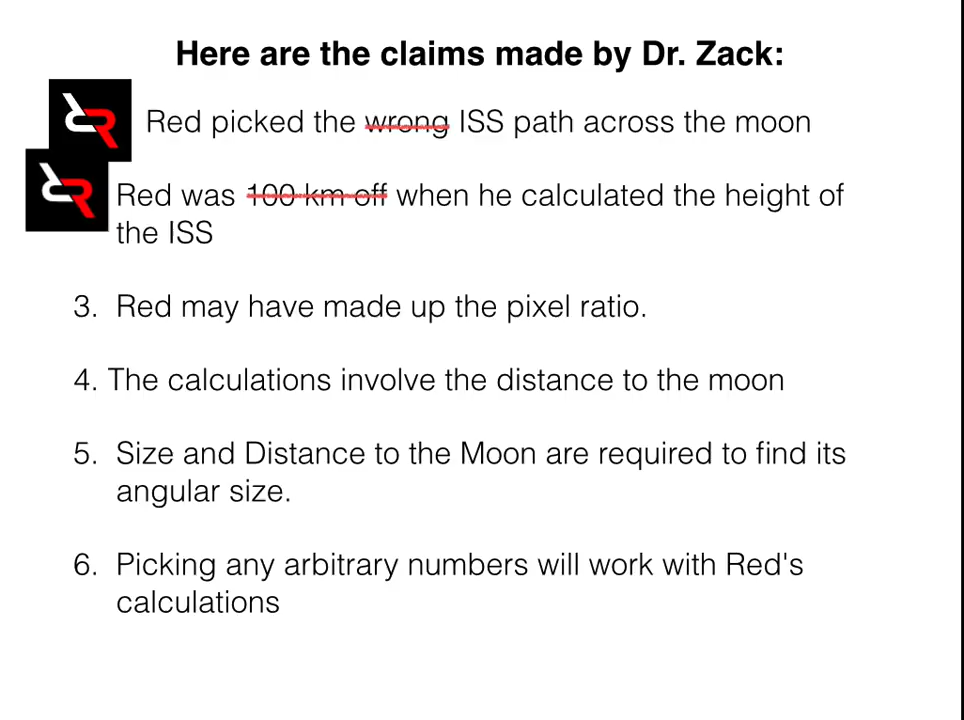 Here are the claims made by Dr. Zack:
Red picked the wrong ISS path across the moon
Red was 100 km off when he calculated the height of
the ISS
3. Red may have made up the pixel ratio.
4. The calculations involve the distance to the moon
5. Size and Distance to the Moon are required to find its
angular size.
6. Picking any arbitrary numbers will work with Red's
calculations